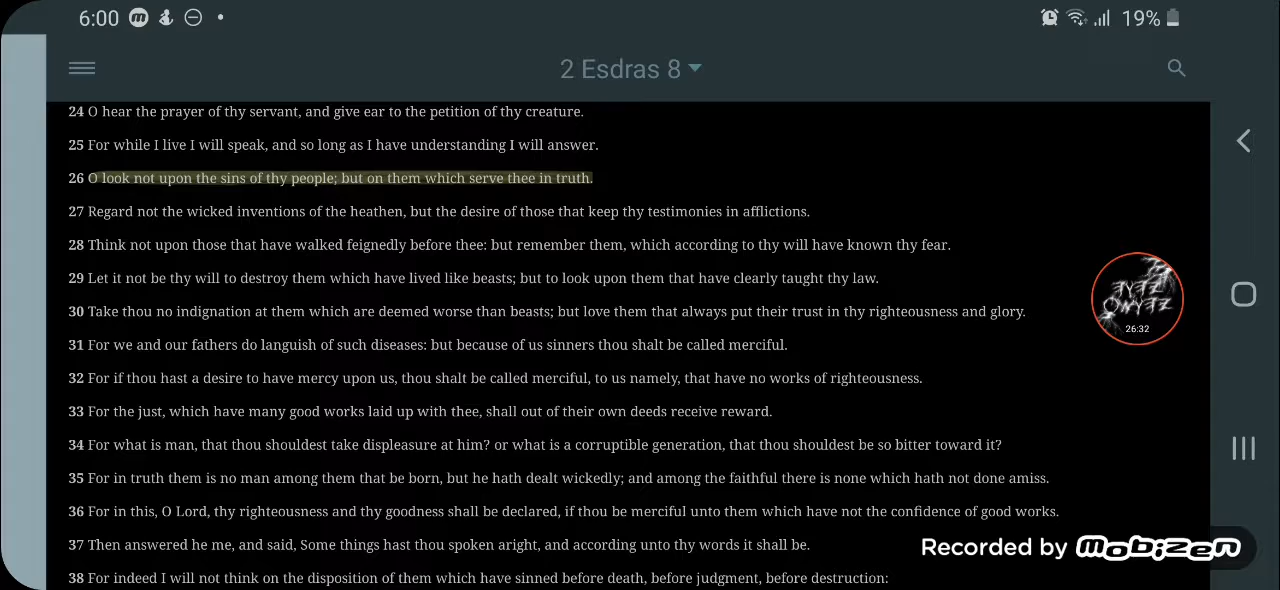 6:00 19%
2 Esdras 8
24 O hear the prayer of thy servant, and give ear to the petition of thy creature.
25 For while I live I will speak, and so long as I have understanding I will answer.
26 O look not upon the sins of thy people; but on them which serve thee in truth.
27 Regard not the wicked inventions of the heathen, but the desire of those that keep thy testimonies in afflictions.
28 Think not upon those that have walked feignedly before thee: but remember them, which according to thy will have known thy fear.
29 Let it not be thy will to destroy them which have lived like beasts; but to look upon them that have clearly taught thy law.
30 Take thou no indignation at them which are deemed worse than beasts; but love them that always put their trust in thy righteousness and glory.
26:32
31 For we and our fathers do languish of such diseases: but because of us sinners thou shalt be called merciful.
32 For if thou hast a desire to have mercy upon us, thou shalt be called merciful, to us namely, that have no works of righteousness.
33 For the just, which have many good works laid up with thee, shall out of their own deeds receive reward.
34 For what is man, that thou shouldest take displeasure at him? or what is a corruptible generation, that thou shouldest be so bitter toward it?
35 For in truth them is no man among them that be born, but he hath dealt wickedly; and among the faithful there is none which hath not done amiss.
36 For in this, O Lord, thy righteousness and thy goodness shall be declared, if thou be merciful unto them which have not the confidence of good works.
37 Then answered he me, and said, Some things hast thou spoken aright, and according unto thy words it shall be.
Recorded by mobizen
38 For indeed I will not think on the disposition of them which have sinned before death, before judgment, before destruction: